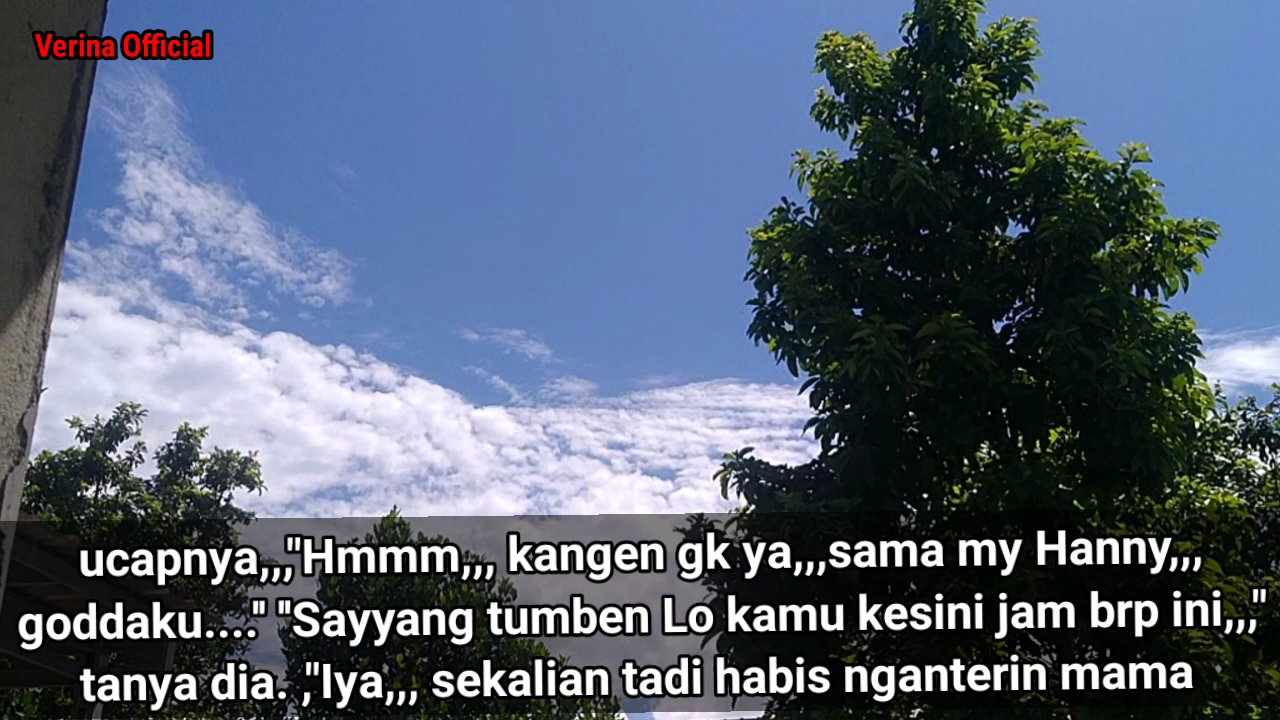 Verina Official
ucapnya,,,"Hmmm,,, kangen gk ya,,,sama my Hanny,,,
goddaku...." "Sayyang tumben Lo kamu kesini jam brp ini,,,"
tanya dia. ,"Iya,,, sekalian tadi habis nganterin mama